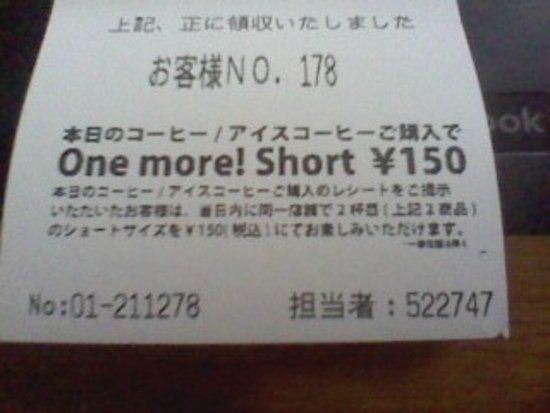 上記、正に領収いたしました
お客様NO. 178
ook
本日のコーヒー/アイスコーヒーご購入で
One more! Short ¥150
本日のコーヒー/アイスコーヒーご購入のレシートをご提示
いただいたお客様は、当日内に同一店舗で2杯目(上記2商品)
のショートサイズを¥150(税込)にてお楽しみいただけます。
No:01-211278 担当者:522747